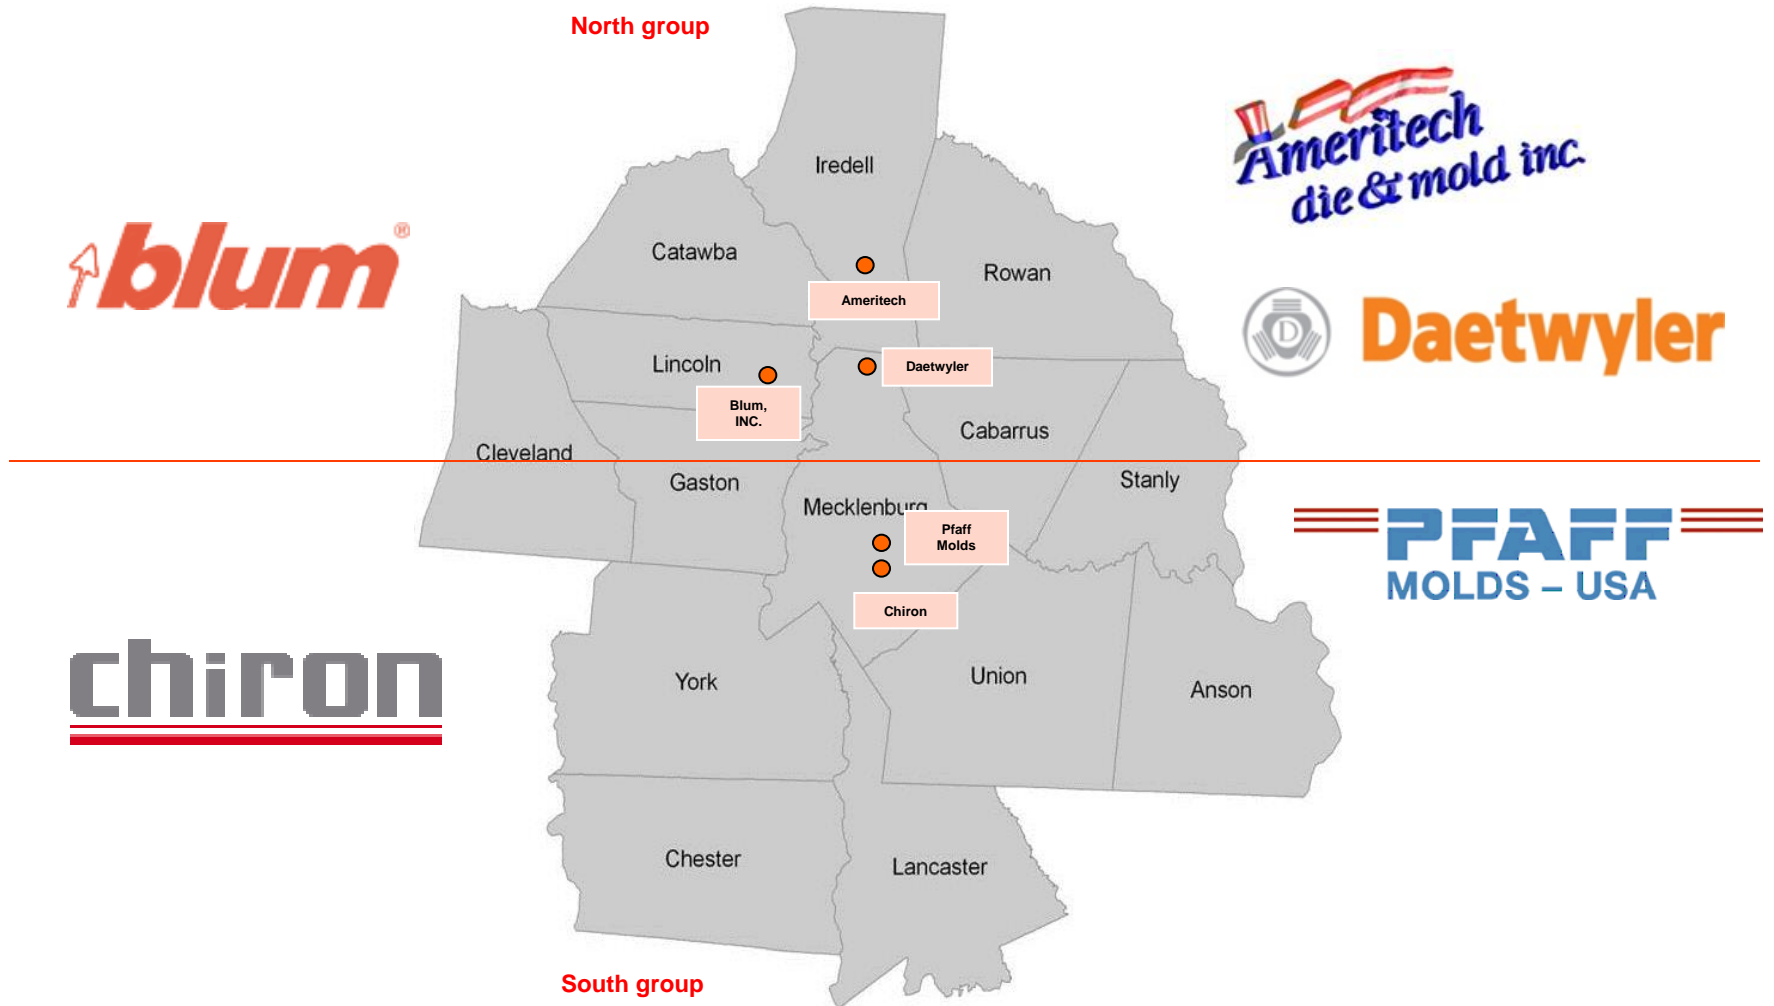 North group
Ameritech
die & mold inc.
Iredell
blum®
Catawba
Rowan
Ameritech
D
Daetwyler
Lincoln
Daetwyler
Blum,
INC.
Cabarrus
Cleveland
Gaston
Stanly
Mecklenburg
Pfaff
Molds
PFAFF
MOLDS – USA
Chiron
chiron
York
Union
Anson
Chester
Lancaster
South group